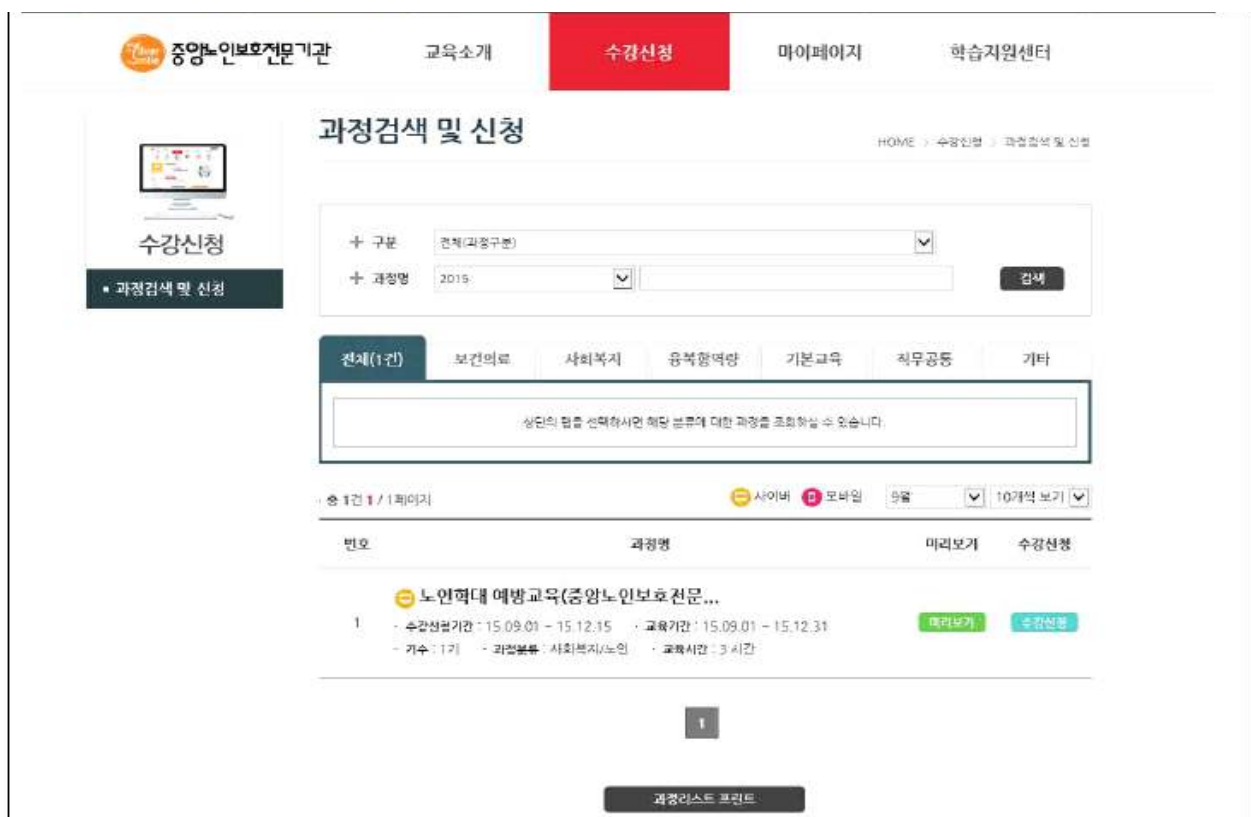 중앙노인보호전문기관 교육소개 수강신청 마이페이지 학습지원센터
과정검색 및 신청
HOME > 수강신청 > 과정검색 및 신청
수강신청
과정검색 및 신청
+ 구분 전체(과정구분)
+ 과정명 2015 검색
전체(1건) 보건의료 사회복지 융복합역량 기본교육 직무공통 기타
상단의 탭을 선택하시면 해당 분류에 대한 과정을 조회하실 수 있습니다.
총 1건 1 / 1페이지 사이버 모바일 9월 10개씩 보기
번호 과정명 미리보기 수강신청
노인학대 예방교육(중앙노인보호전문...
1 · 수강신청기간 : 15.09.01 ~ 15.12.15 · 교육기간 : 15.09.01 ~ 15.12.31 미리보기 수강신청
· 기수 : 1기 · 과정분류 : 사회복지/노인 · 교육시간 : 3 시간
1
과정리스트 프린트